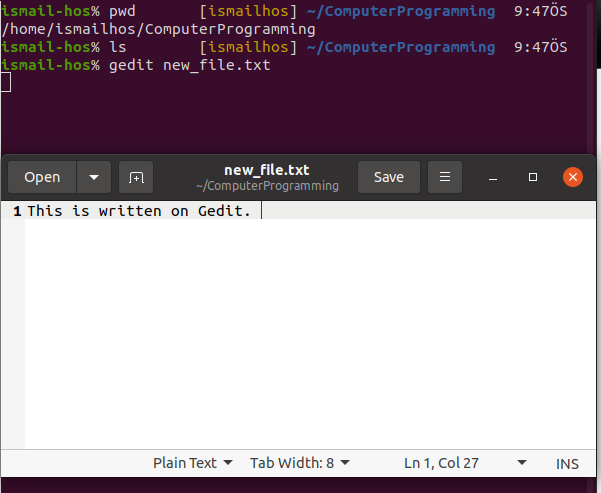 ismail-hos% pwd [ismailhos] ~/ComputerProgramming 9:47ÖS
/home/ismailhos/ComputerProgramming
ismail-hos% ls [ismailhos] ~/ComputerProgramming 9:47ÖS
ismail-hos% gedit new_file.txt
Open new_file.txt Save
~/ComputerProgramming
1 This is written on Gedit.
Plain Text Tab Width: 8 Ln 1, Col 27 INS